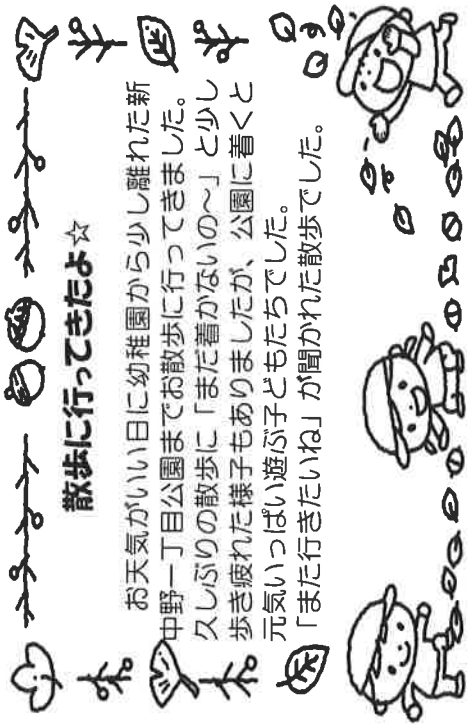 散歩に行ってきたよ☆
お天気がいい日に幼稚園から少し離れた新
中野一丁目公園までお散歩に行ってきました。
久しぶりの散歩に「まだ着かないの～」と少し
歩き疲れた様子もありましたが、公園に着くと
元気いっぱい遊ぶ子どもたちでした。
「また行きたいね」が聞かれた散歩でした。